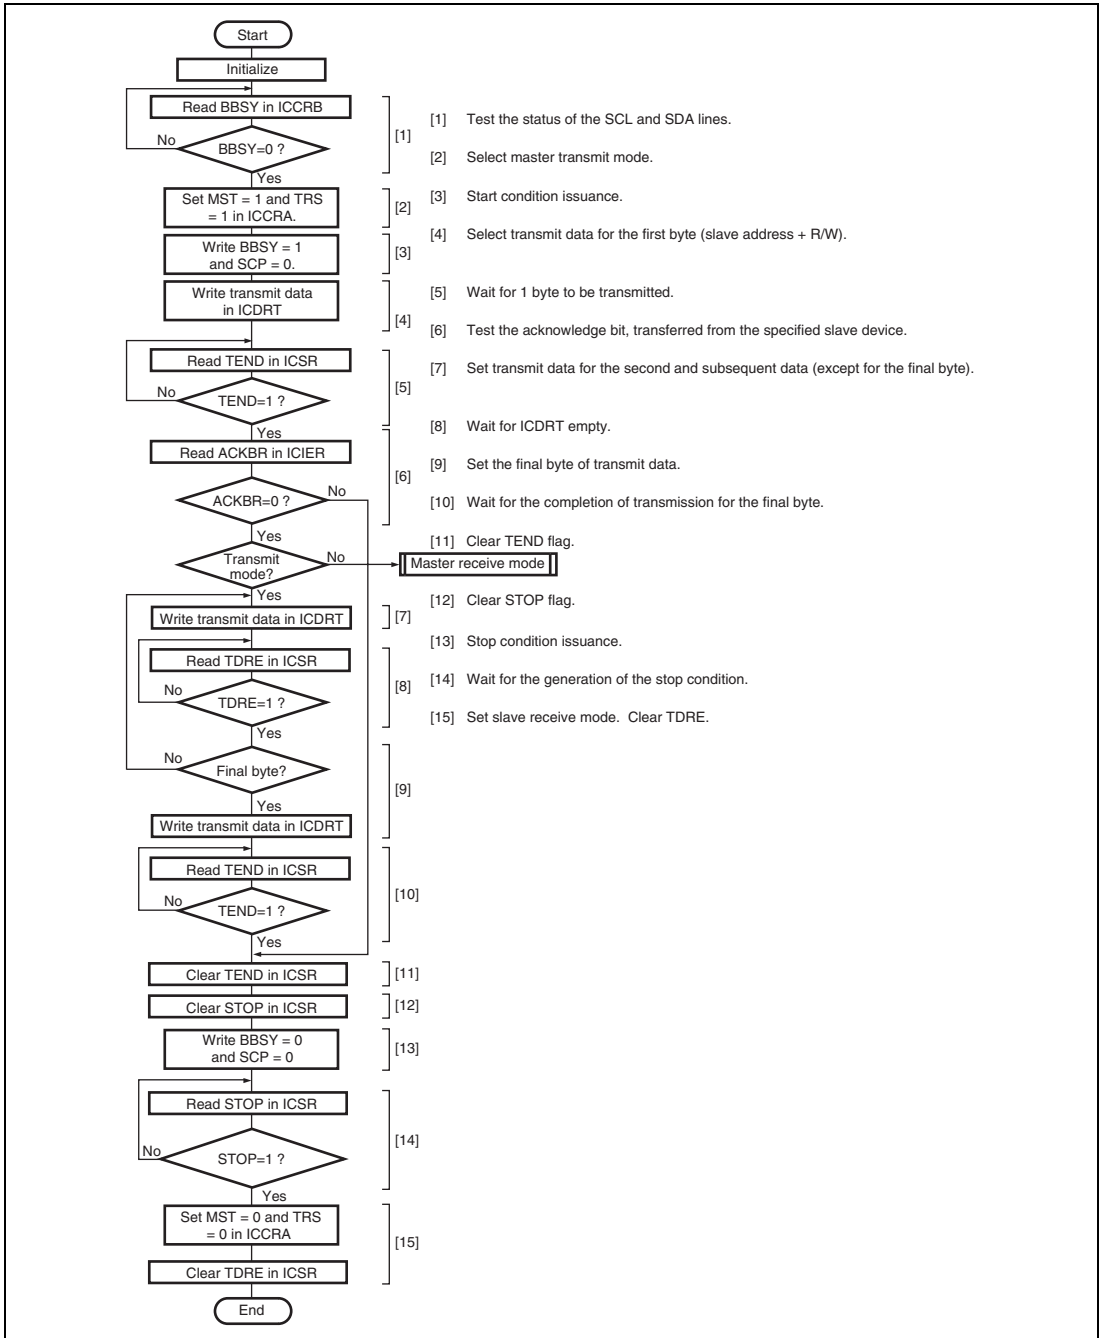 Start
Initialize
Read BBSY in ICCRB
BBSY=0 ?
No
Yes
[1]
Set MST = 1 and TRS
= 1 in ICCRA.
[2]
Write BBSY = 1
and SCP = 0.
[3]
Write transmit data
in ICDRT
[4]
Read TEND in ICSR
TEND=1 ?
No
Yes
[5]
Read ACKBR in ICIER
ACKBR=0 ?
No
Yes
[6]
Transmit
mode?
No
Master receive mode
Yes
Write transmit data in ICDRT
[7]
Read TDRE in ICSR
TDRE=1 ?
No
Yes
[8]
Final byte?
No
Yes
Write transmit data in ICDRT
[9]
Read TEND in ICSR
TEND=1 ?
No
Yes
[10]
Clear TEND in ICSR
[11]
Clear STOP in ICSR
[12]
Write BBSY = 0
and SCP = 0
[13]
Read STOP in ICSR
STOP=1 ?
No
Yes
[14]
Set MST = 0 and TRS
= 0 in ICCRA
Clear TDRE in ICSR
[15]
End
[1] Test the status of the SCL and SDA lines.
[2] Select master transmit mode.
[3] Start condition issuance.
[4] Select transmit data for the first byte (slave address + R/W).
[5] Wait for 1 byte to be transmitted.
[6] Test the acknowledge bit, transferred from the specified slave device.
[7] Set transmit data for the second and subsequent data (except for the final byte).
[8] Wait for ICDRT empty.
[9] Set the final byte of transmit data.
[10] Wait for the completion of transmission for the final byte.
[11] Clear TEND flag.
[12] Clear STOP flag.
[13] Stop condition issuance.
[14] Wait for the generation of the stop condition.
[15] Set slave receive mode. Clear TDRE.